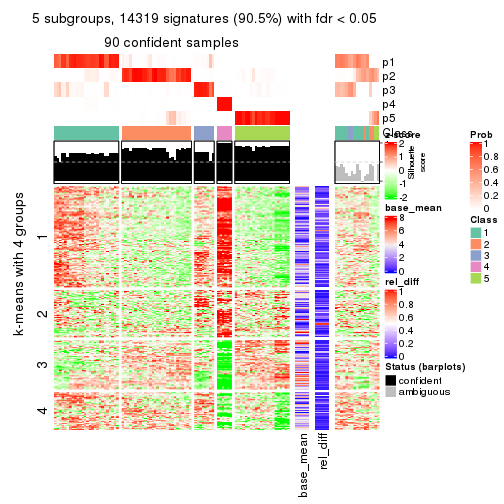 5 subgroups, 14319 signatures (90.5%) with fdr < 0.05
90 confident samples
p1
p2
p3
p4
p5
Class
k-means with 4 groups
1
2
3
4
base_mean
rel_diff
z-score
2
1
0
-1
-2
Silhouette
score
base_mean
8
6
4
2
0
rel_diff
1
0.8
0.6
0.4
0.2
0
Status (barplots)
confident
ambiguous
Prob
1
0.8
0.6
0.4
0.2
0
Class
1
2
3
4
5